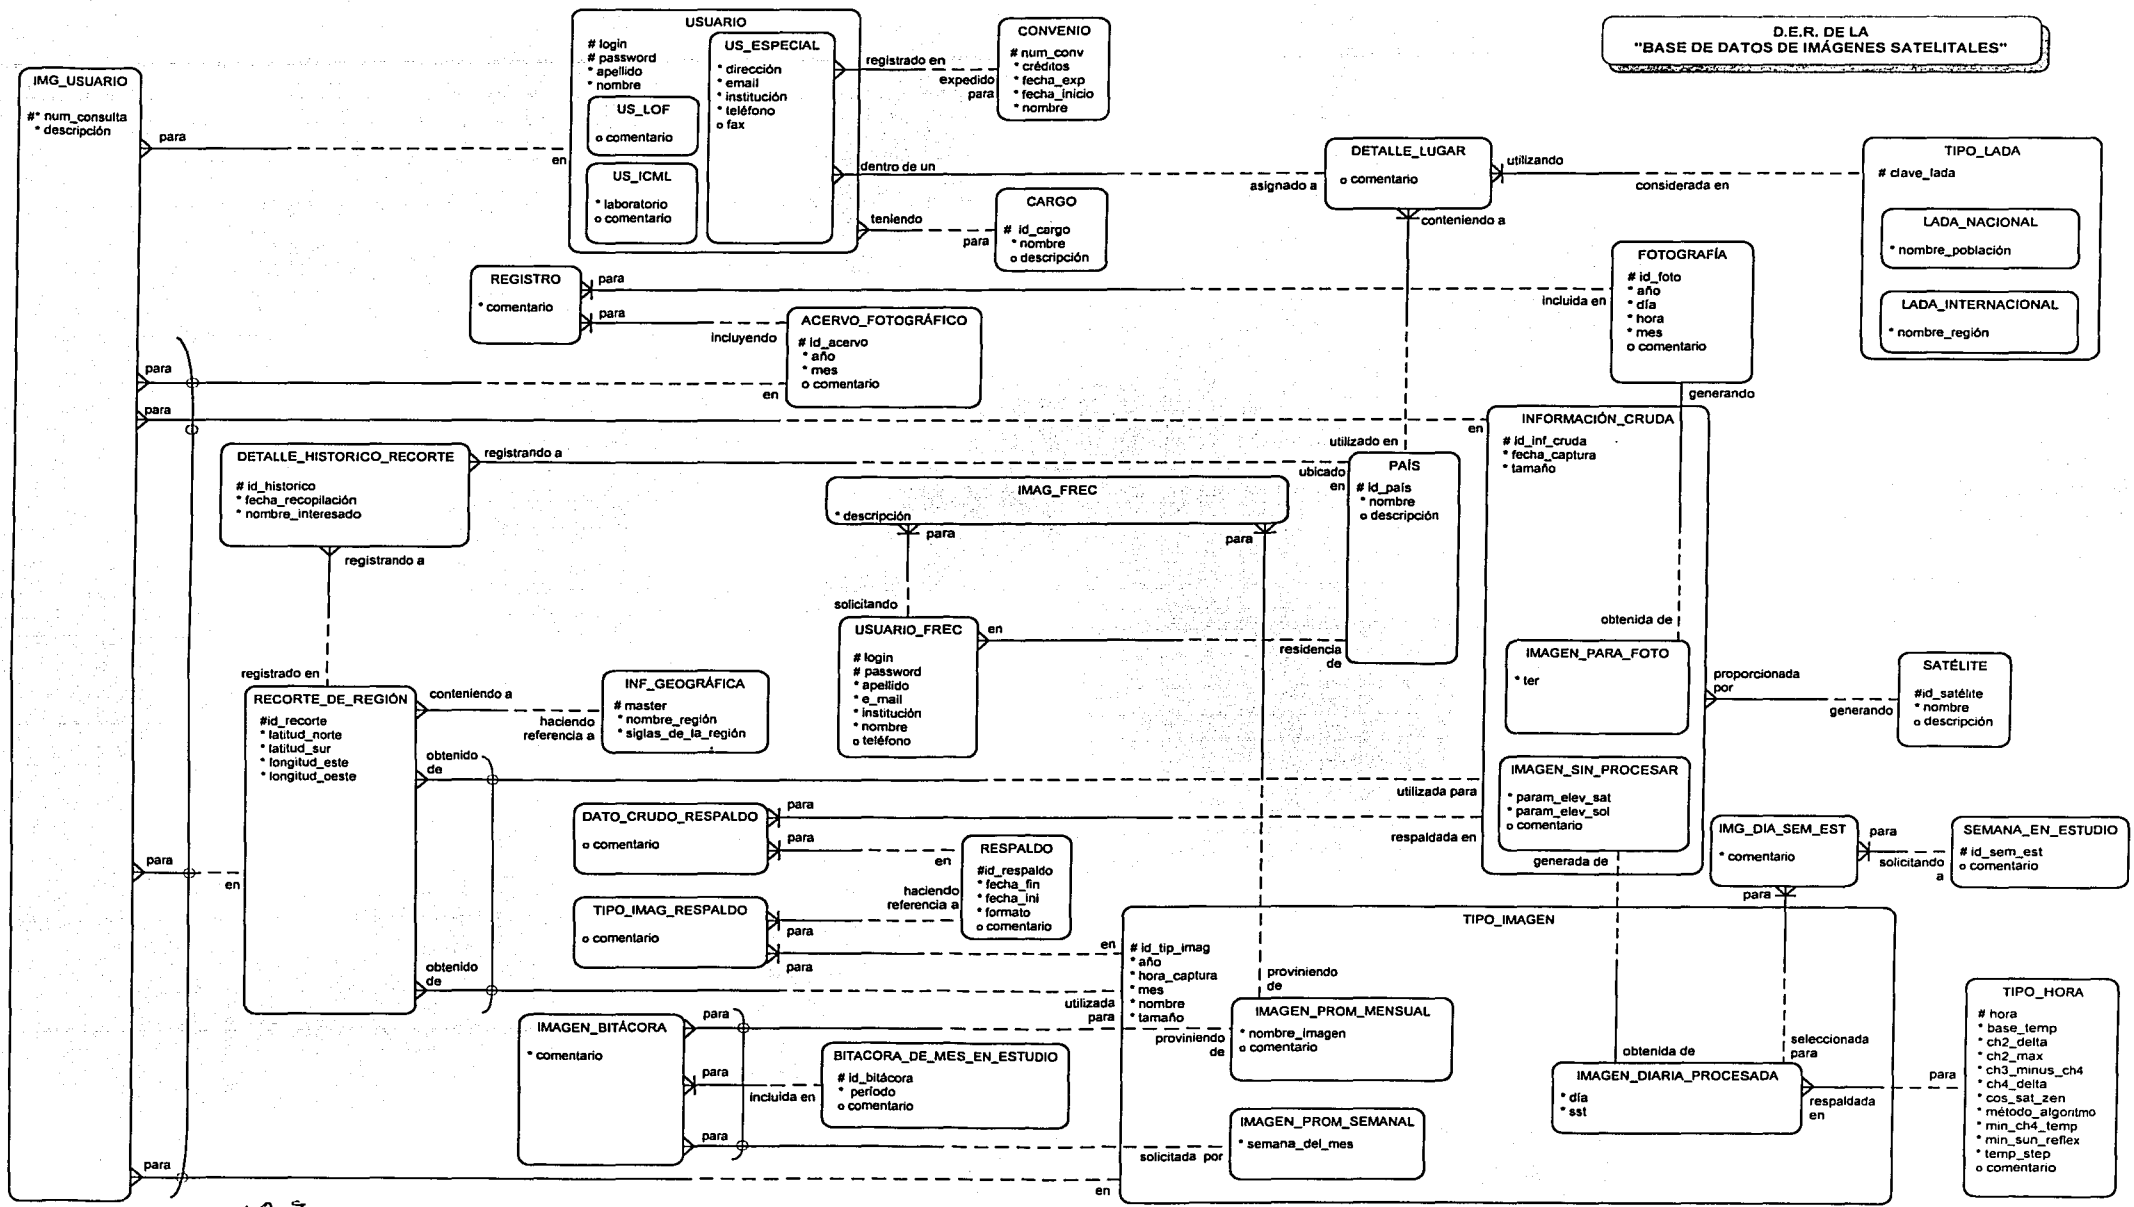 D.E.R. DE LA
"BASE DE DATOS DE IMÁGENES SATELITALES"
IMG_USUARIO
#* num_consulta
* descripción
para
en
USUARIO
# login
# password
* apellido
* nombre
US_LOF
o comentario
US_ICML
* laboratorio
o comentario
US_ESPECIAL
* dirección
* email
* institución
* teléfono
o fax
registrado en
expedido
para
CONVENIO
# num_conv
* créditos
* fecha_exp
* fecha_inicio
* nombre
dentro de un
asignado a
teniendo
para
CARGO
# id_cargo
* nombre
o descripción
DETALLE_LUGAR
o comentario
utilizando
considerada en
conteniendo a
utilizado en
TIPO_LADA
# clave_lada
LADA_NACIONAL
* nombre_población
LADA_INTERNACIONAL
* nombre_región
REGISTRO
* comentario
para
incluida en
para
incluyendo
ACERVO_FOTOGRÁFICO
# id_acervo
* año
* mes
o comentario
para
en
para
en
FOTOGRAFÍA
# id_foto
* año
* día
* hora
* mes
o comentario
generando
obtenida de
INFORMACIÓN_CRUDA
# id_inf_cruda
* fecha_captura
* tamaño
IMAGEN_PARA_FOTO
* ter
IMAGEN_SIN_PROCESAR
* param_elev_sat
* param_elev_sol
o comentario
generada de
proporcionada
por
generando
SATÉLITE
#id_satélite
* nombre
o descripción
DETALLE_HISTORICO_RECORTE
# id_historico
* fecha_recopilación
* nombre_interesado
registrando a
ubicado
en
registrando a
registrado en
PAÍS
# id_país
* nombre
o descripción
IMAG_FREC
* descripción
para
para
solicitando
USUARIO_FREC
# login
# password
* apellido
* e_mail
* institución
* nombre
o teléfono
en
residencia
de
RECORTE_DE_REGIÓN
#id_recorte
* latitud_norte
* latitud_sur
* longitud_este
* longitud_oeste
conteniendo a
haciendo
referencia a
INF_GEOGRÁFICA
# master
* nombre_región
* siglas_de_la_región
obtenido
de
utilizada para
para
en
DATO_CRUDO_RESPALDO
o comentario
para
respaldada en
para
en
RESPALDO
#id_respaldo
* fecha_fin
* fecha_ini
* formato
o comentario
haciendo
referencia a
TIPO_IMAG_RESPALDO
o comentario
para
para
en
obtenido
de
utilizada
para
IMG_DIA_SEM_EST
* comentario
para
solicitando
a
para
SEMANA_EN_ESTUDIO
# id_sem_est
o comentario
TIPO_IMAGEN
# id_tip_imag
* año
* hora_captura
* mes
* nombre
* tamaño
proviniendo
de
IMAGEN_PROM_MENSUAL
* nombre_imagen
o comentario
IMAGEN_PROM_SEMANAL
* semana_del_mes
obtenida de
seleccionada
para
IMAGEN_DIARIA_PROCESADA
* día
* sst
respaldada
en
para
TIPO_HORA
# hora
* base_temp
* ch2_delta
* ch2_max
* ch3_minus_ch4
* ch4_delta
* cos_sat_zen
* método_algoritmo
* min_ch4_temp
* min_sun_reflex
* temp_step
o comentario
IMAGEN_BITÁCORA
* comentario
para
proviniendo
de
para
incluida en
BITACORA_DE_MES_EN_ESTUDIO
# id_bitácora
* período
o comentario
para
solicitada por
para
en